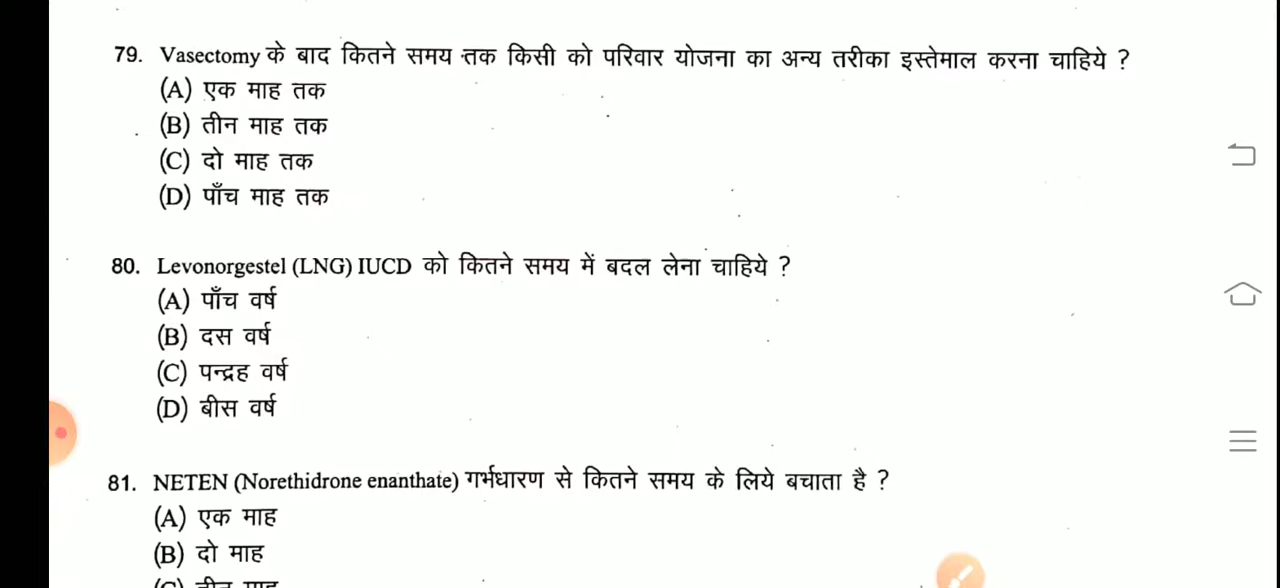 79. Vasectomy के बाद कितने समय तक किसी को परिवार योजना का अन्य तरीका इस्तेमाल करना चाहिये ?
(A) एक माह तक
(B) तीन माह तक
(C) दो माह तक
(D) पाँच माह तक
80. Levonorgestel (LNG) IUCD को कितने समय में बदल लेना चाहिये ?
(A) पाँच वर्ष
(B) दस वर्ष
(C) पन्द्रह वर्ष
(D) बीस वर्ष
81. NETEN (Norethidrone enanthate) गर्भधारण से कितने समय के लिये बचाता है ?
(A) एक माह
(B) दो माह
(C) तीन माह